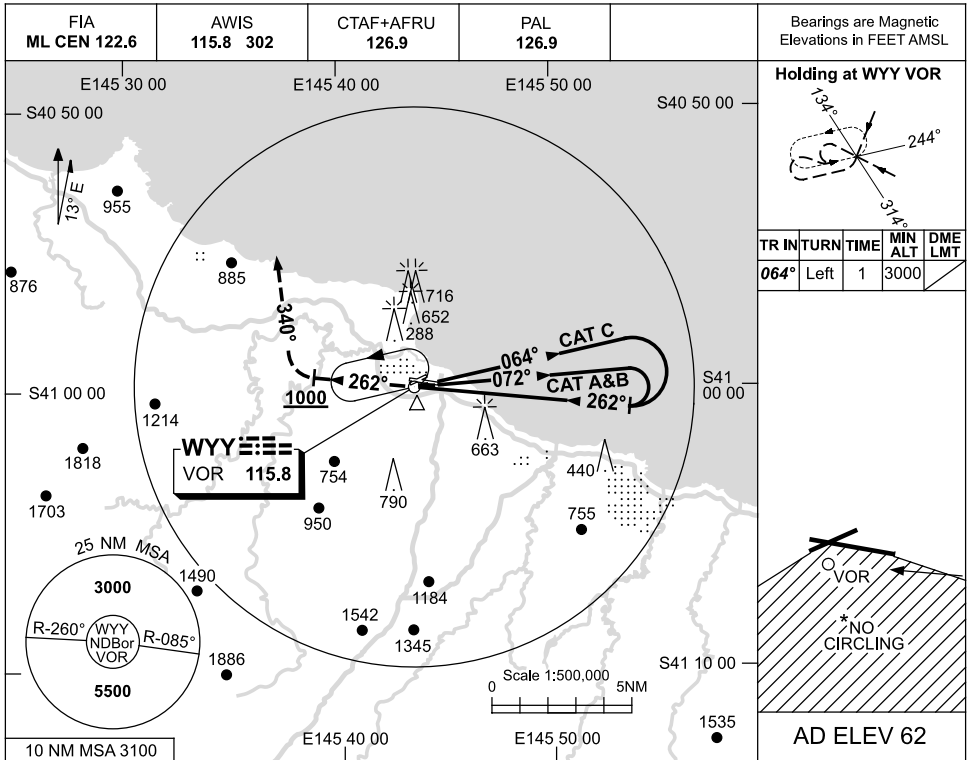 FIA
ML CEN 122.6
AWIS
115.8 302
CTAF+AFRU
126.9
PAL
126.9
Bearings are Magnetic
Elevations in FEET AMSL
E145 30 00
E145 40 00
E145 50 00
S40 50 00
S40 50 00
13° E
955
876
885
716
652
288
340°
064°
CAT C
072°
CAT A&B
262°
262°
1000
S41 00 00
S41
00 00
1214
1818
1703
WYY
VOR 115.8
754
950
790
663
440
755
25 NM MSA
3000
R-260°
WYY
NDBor
VOR
R-085°
5500
1490
1184
1542
1345
1886
S41 10 00
Scale 1:500,000
0
5NM
1535
E145 40 00
E145 50 00
10 NM MSA 3100
Holding at WYY VOR
134°
244°
314°
TR IN
TURN
TIME
MIN
ALT
DME
LMT
064°
Left
1
3000
VOR
*NO
CIRCLING
AD ELEV 62